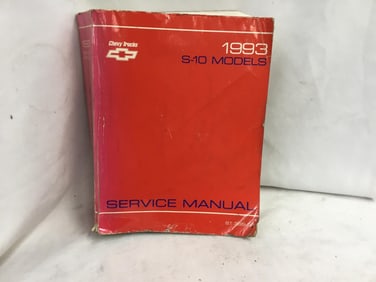 Chevy Trucks
1993
S-10 MODELS
SERVICE MANUAL